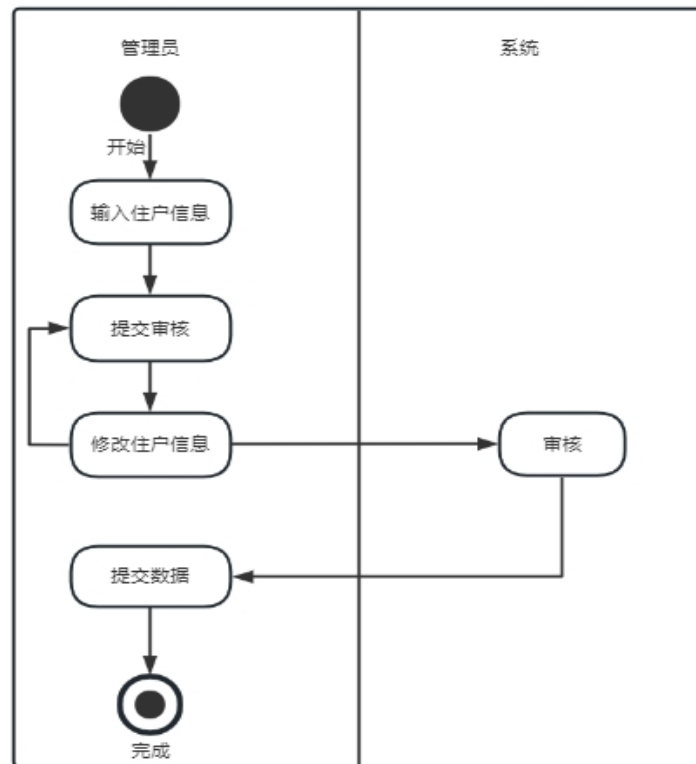 管理员
系统
开始
输入住户信息
提交审核
修改住户信息
审核
提交数据
完成